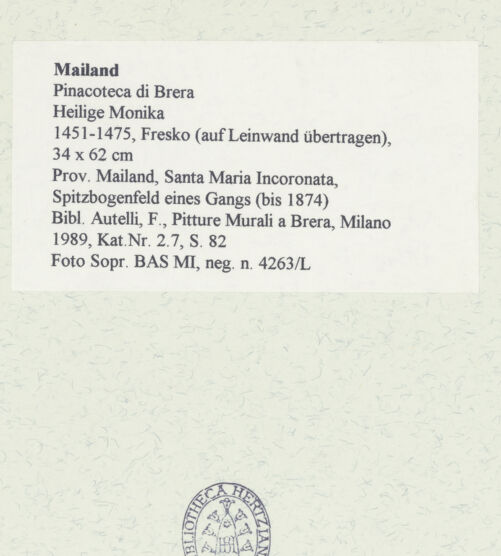 Mailand
Pinacoteca di Brera
Heilige Monika
1451-1475, Fresko (auf Leinwand übertragen),
34 x 62 cm
Prov. Mailand, Santa Maria Incoronata,
Spitzbogenfeld eines Gangs (bis 1874)
Bibl. Autelli, F., Pitture Murali a Brera, Milano
1989, Kat.Nr. 2.7, S. 82
Foto Sopr. BAS MI, neg. n. 4263/L
BIBLIOTHECA HERTZIANA